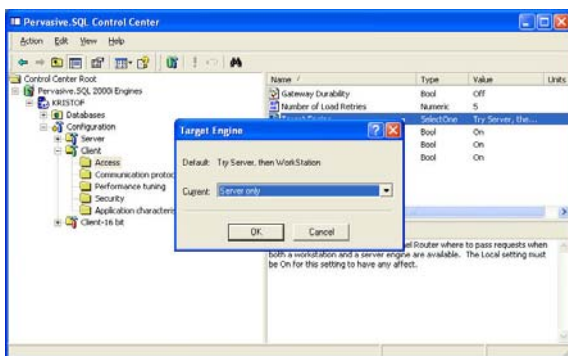 Pervasive.SQL Control Center
Action Edit View Help
Control Center Root
Pervasive.SQL 2000i Engines
KRISTOF
Databases
Configuration
Server
Client
Access
Communication protoc
Performance tuning
Security
Application characteris
Client-16 bit
Name / Type Value Units
Gateway Durability Bool Off
Number of Load Retries Numeric 5
Target Engine SelectOne Try Server, the...
Bool On
Bool On
Bool On
Target Engine
Default: Try Server, then WorkStation
Current: Server only
OK Cancel
el Router where to pass requests when
both a workstation and a server engine are available. The Local setting must
be On for this setting to have any affect.